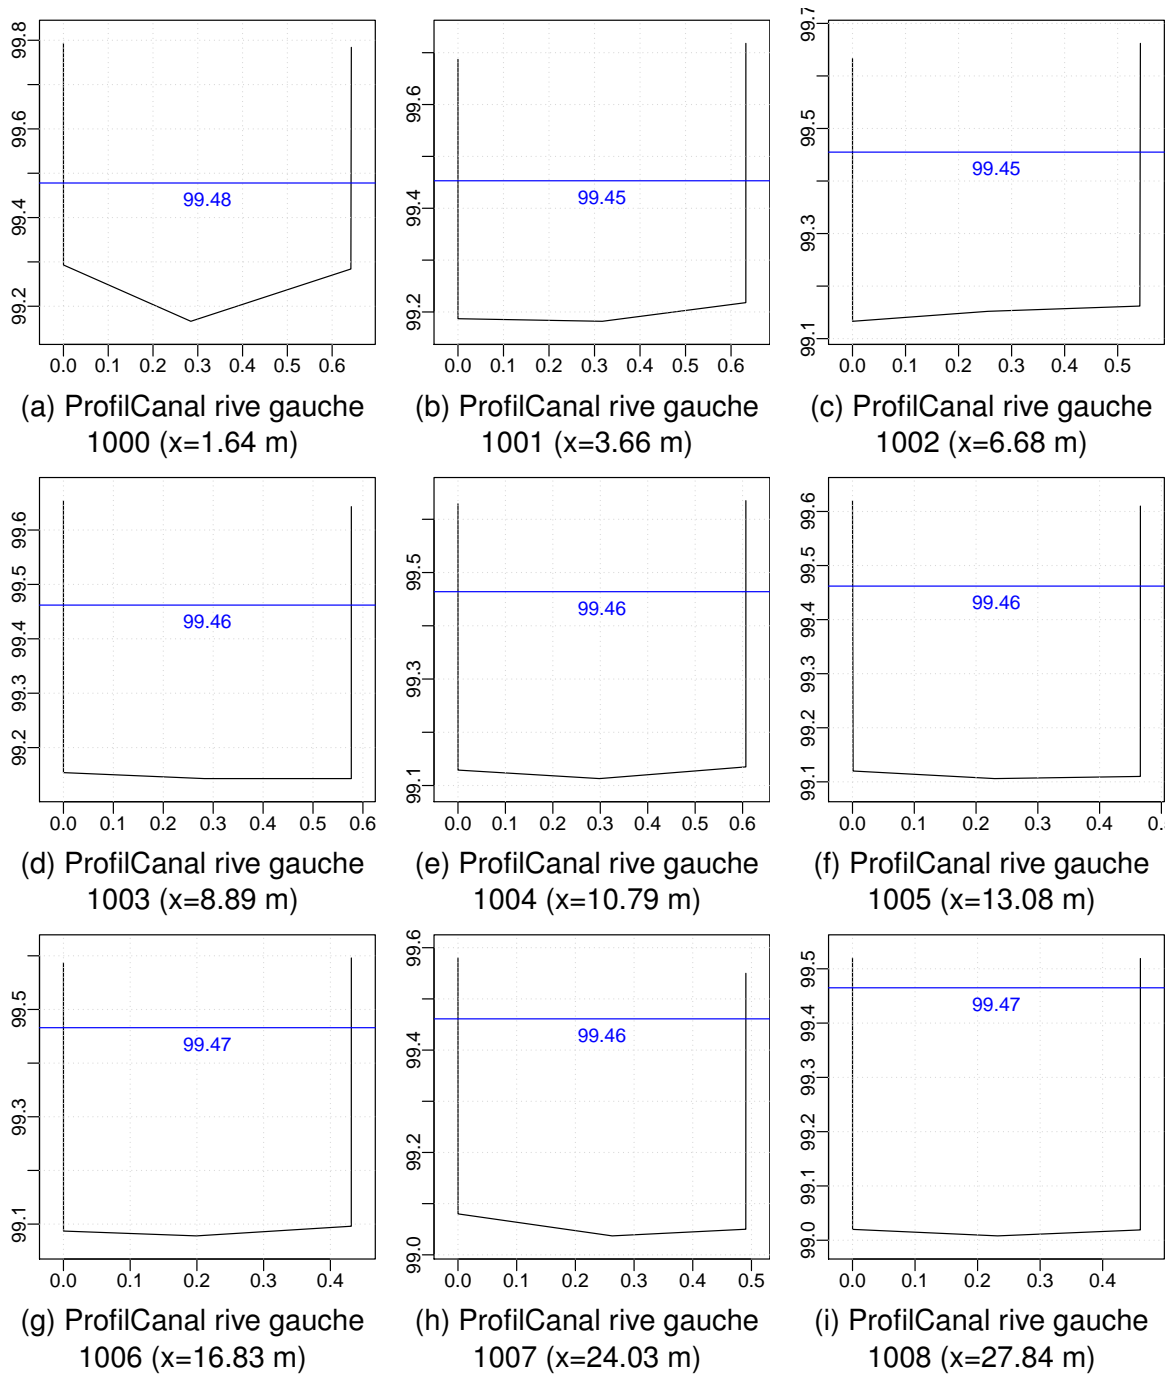 99.2 99.4 99.6 99.8
99.48
0.0 0.1 0.2 0.3 0.4 0.5 0.6
(a) ProfilCanal rive gauche
1000 (x=1.64 m)
99.2 99.4 99.6
99.45
0.0 0.1 0.2 0.3 0.4 0.5 0.6
(b) ProfilCanal rive gauche
1001 (x=3.66 m)
99.1 99.3 99.5 99.7
99.45
0.0 0.1 0.2 0.3 0.4 0.5
(c) ProfilCanal rive gauche
1002 (x=6.68 m)
99.2 99.3 99.4 99.5 99.6
99.46
0.0 0.1 0.2 0.3 0.4 0.5 0.6
(d) ProfilCanal rive gauche
1003 (x=8.89 m)
99.1 99.3 99.5
99.46
0.0 0.1 0.2 0.3 0.4 0.5 0.6
(e) ProfilCanal rive gauche
1004 (x=10.79 m)
99.1 99.2 99.3 99.4 99.5 99.6
99.46
0.0 0.1 0.2 0.3 0.4
(f) ProfilCanal rive gauche
1005 (x=13.08 m)
99.1 99.3 99.5
99.47
0.0 0.1 0.2 0.3 0.4
(g) ProfilCanal rive gauche
1006 (x=16.83 m)
99.0 99.2 99.4 99.6
99.46
0.0 0.1 0.2 0.3 0.4 0.5
(h) ProfilCanal rive gauche
1007 (x=24.03 m)
99.0 99.1 99.2 99.3 99.4 99.5
99.47
0.0 0.1 0.2 0.3 0.4
(i) ProfilCanal rive gauche
1008 (x=27.84 m)